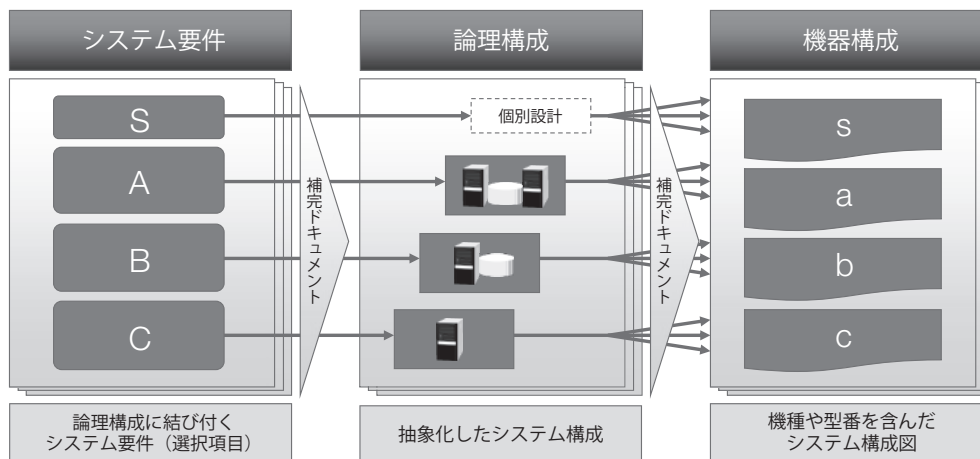 システム要件
論理構成
機器構成
S
A
B
C
補完ドキュメント
個別設計
補完ドキュメント
s
a
b
c
論理構成に結び付く
システム要件（選択項目）
抽象化したシステム構成
機種や型番を含んだ
システム構成図